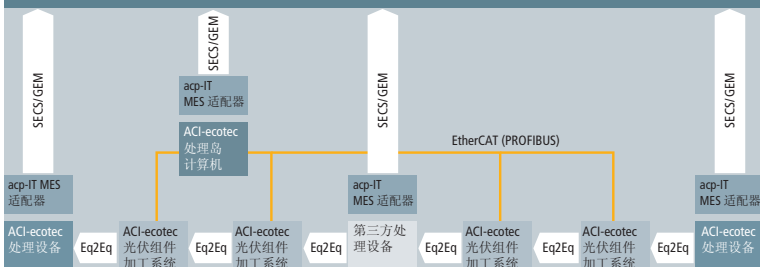 SECS/GEM
SECS/GEM
SECS/GEM
SECS/GEM
acp-IT
MES 适配器
ACI-ecotec
处理岛
计算机
EtherCAT (PROFIBUS)
acp-IT MES
适配器
acp-IT
MES 适配器
acp-IT
MES 适配器
ACI-ecotec
处理设备
Eq2Eq
ACI-ecotec
光伏组件
加工系统
Eq2Eq
ACI-ecotec
光伏组件
加工系统
Eq2Eq
第三方处
理设备
Eq2Eq
ACI-ecotec
光伏组件
加工系统
Eq2Eq
ACI-ecotec
光伏组件
加工系统
Eq2Eq
ACI-ecotec
处理设备